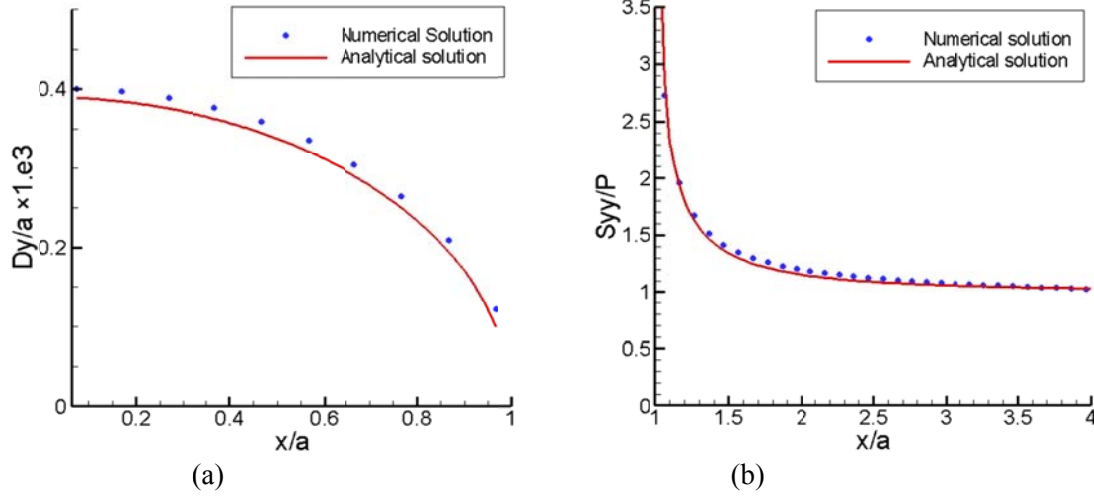 Numerical Solution
Analytical solution
Dy/a ×1.e3
0.4
0.2
0
0.2
0.4
0.6
0.8
1
x/a
(a)
Numerical solution
Analytical solution
Syy/P
3.5
3
2.5
2
1.5
1
0.5
0
1
1.5
2
2.5
3
3.5
4
x/a
(b)